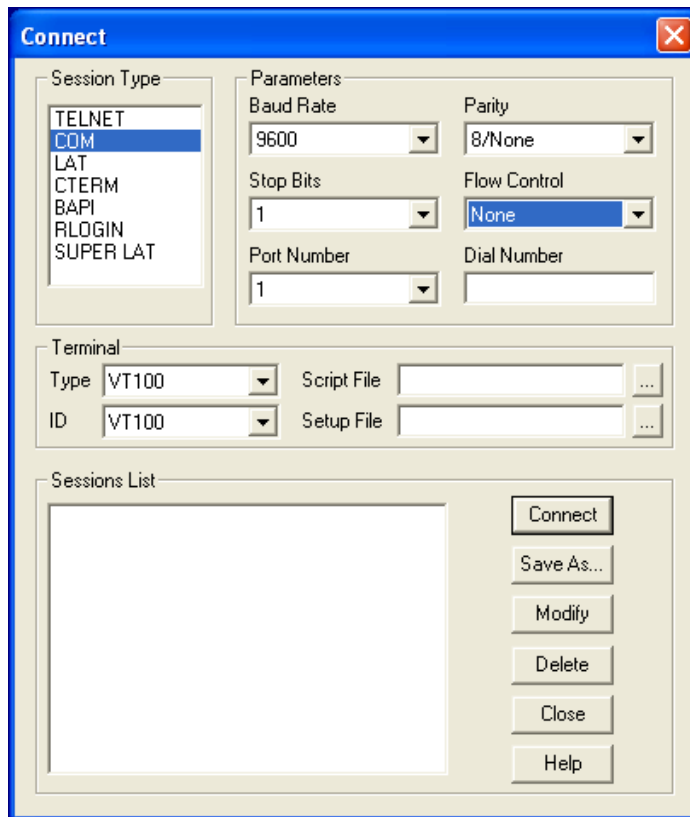 Connect
Session Type
TELNET
COM
LAT
CTERM
BAPI
RLOGIN
SUPER LAT
Parameters
Baud Rate
Parity
9600
8/None
Stop Bits
Flow Control
1
None
Port Number
Dial Number
1
Terminal
Type VT100 Script File ...
ID VT100 Setup File ...
Sessions List
Connect
Save As...
Modify
Delete
Close
Help